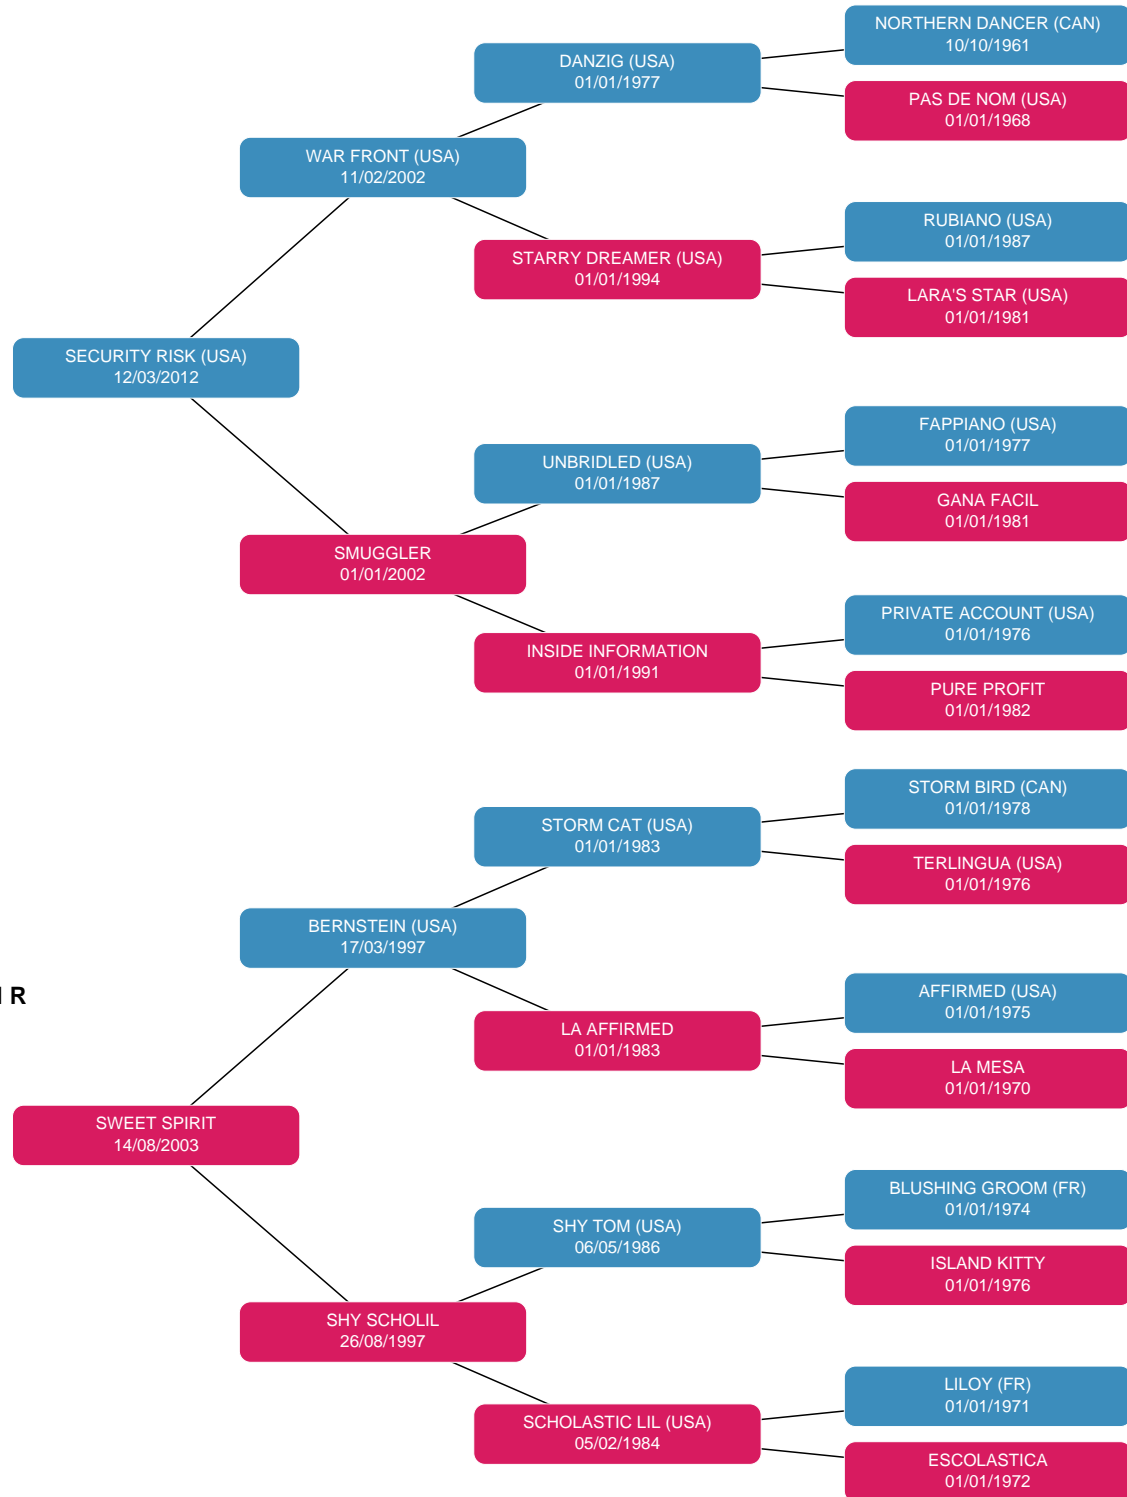 NORTHERN DANCER (CAN)
10/10/1961
DANZIG (USA)
01/01/1977
PAS DE NOM (USA)
01/01/1968
WAR FRONT (USA)
11/02/2002
RUBIANO (USA)
01/01/1987
STARRY DREAMER (USA)
01/01/1994
LARA'S STAR (USA)
01/01/1981
SECURITY RISK (USA)
12/03/2012
FAPPIANO (USA)
01/01/1977
UNBRIDLED (USA)
01/01/1987
GANA FACIL
01/01/1981
SMUGGLER
01/01/2002
PRIVATE ACCOUNT (USA)
01/01/1976
INSIDE INFORMATION
01/01/1991
PURE PROFIT
01/01/1982
STORM BIRD (CAN)
01/01/1978
STORM CAT (USA)
01/01/1983
TERLINGUA (USA)
01/01/1976
BERNSTEIN (USA)
17/03/1997
AFFIRMED (USA)
01/01/1975
LA AFFIRMED
01/01/1983
LA MESA
01/01/1970
R
SWEET SPIRIT
14/08/2003
BLUSHING GROOM (FR)
01/01/1974
SHY TOM (USA)
06/05/1986
ISLAND KITTY
01/01/1976
SHY SCHOLIL
26/08/1997
LILOY (FR)
01/01/1971
SCHOLASTIC LIL (USA)
05/02/1984
ESCOLASTICA
01/01/1972